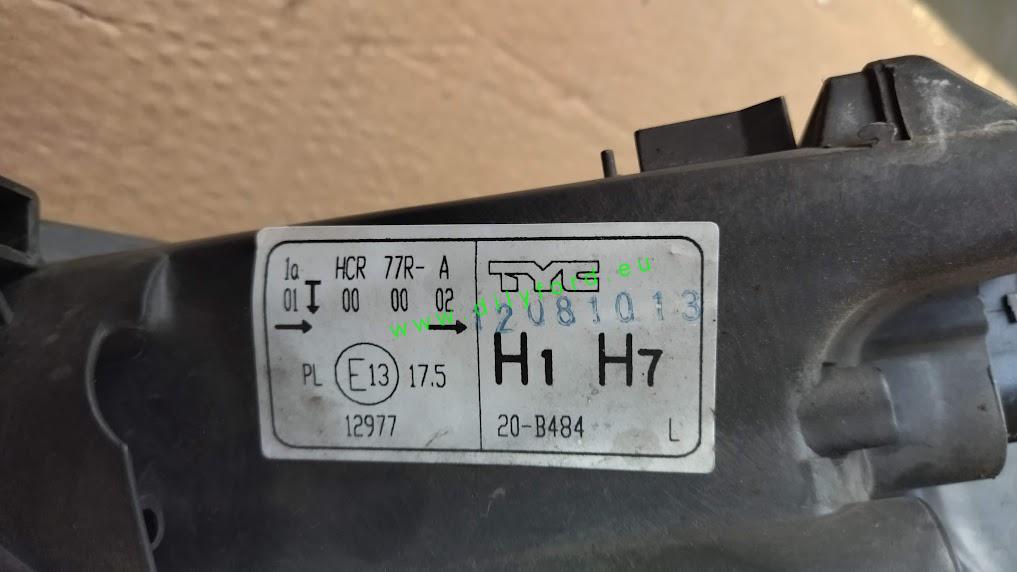 1a HCR 77R- A
01 00 00 02
PL E13 17.5
12977
TYC
12081013
H1 H7
20-B484 L
www.dilyford.eu